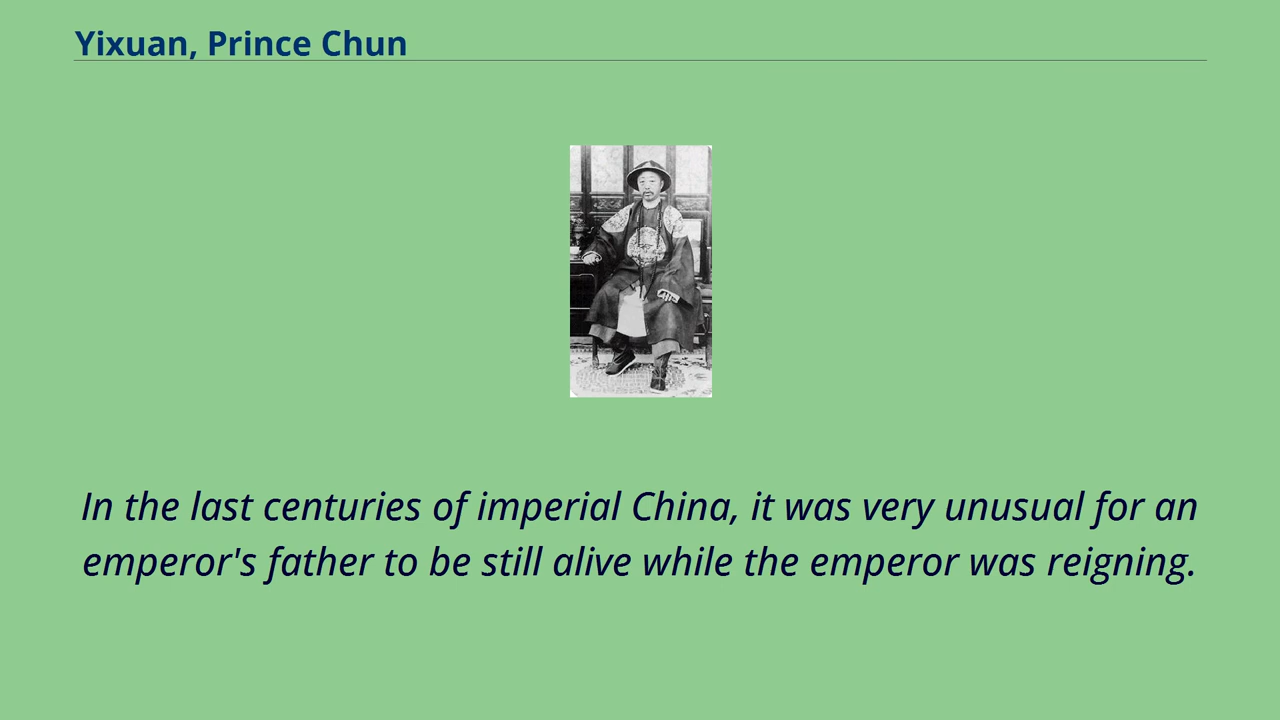 Yixuan, Prince Chun
In the last centuries of imperial China, it was very unusual for an
emperor's father to be still alive while the emperor was reigning.